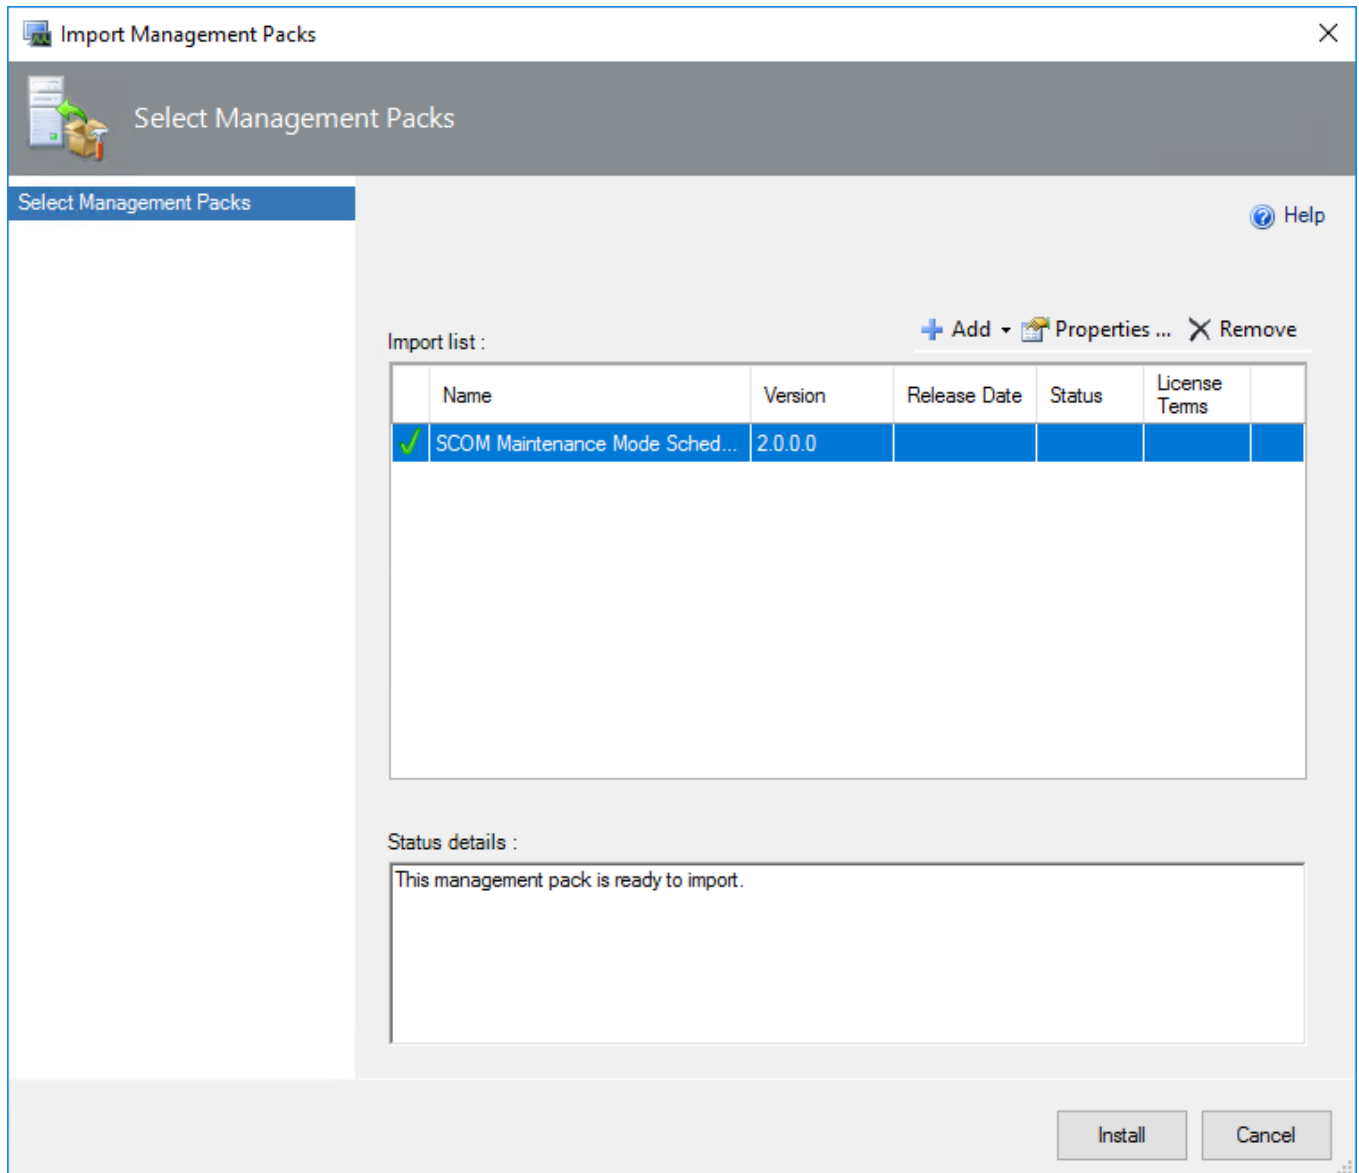 Import Management Packs
Select Management Packs
Select Management Packs
Help
Import list :
Add
Properties ...
Remove
Name
Version
Release Date
Status
License
Terms
SCOM Maintenance Mode Sched...
2.0.0.0
Status details :
This management pack is ready to import.
Install
Cancel